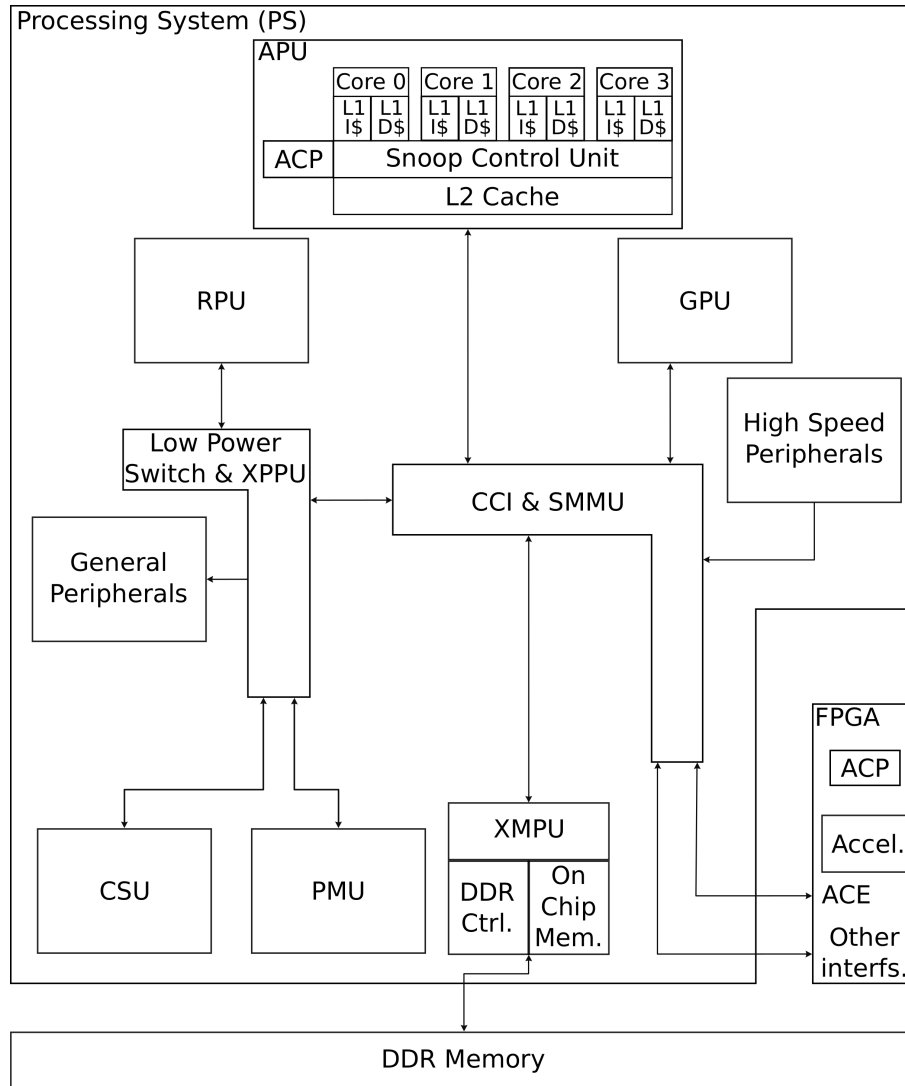 Processing System (PS)
APU
Core 0 Core 1 Core 2 Core 3
L1 L1 L1 L1 L1 L1 L1 L1
I$ D$ I$ D$ I$ D$ I$ D$
ACP Snoop Control Unit
L2 Cache
RPU
GPU
High Speed
Peripherals
Low Power
Switch & XPPU
CCI & SMMU
General
Peripherals
FPGA
ACP
Accel.
ACE
Other
interfs.
CSU
PMU
XMPU
DDR
Ctrl.
On
Chip
Mem.
DDR Memory